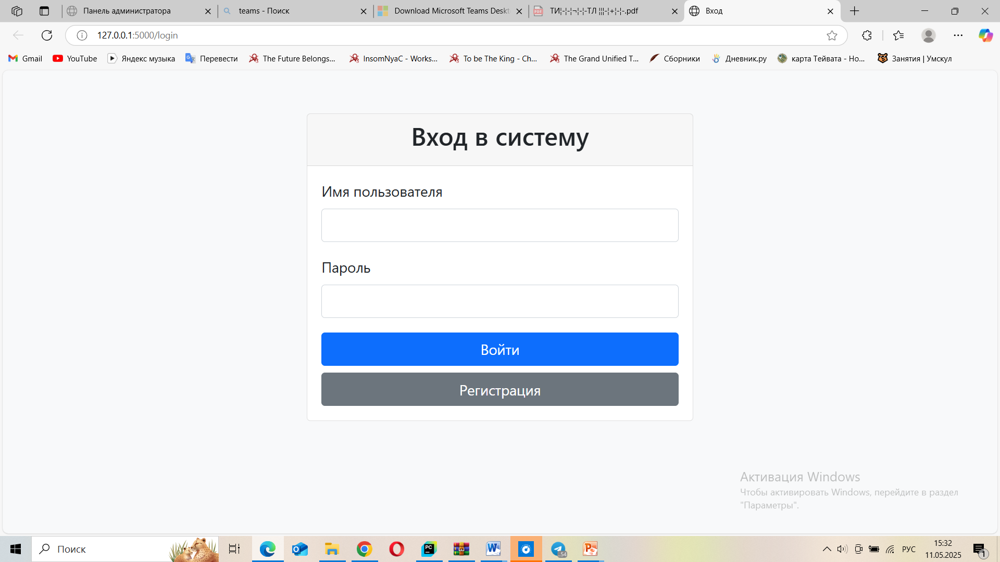 Панель администратора
teams - Поиск
Download Microsoft Teams Deskt
ТИ¦-¦-¦¬¦-¦-ТЛ ¦¦¦-¦+¦-¦-.pdf
Вход
127.0.0.1:5000/login
Gmail
YouTube
Яндекс музыка
Перевести
The Future Belongs...
InsomNyaC - Works...
To be The King - Ch...
The Grand Unified T...
Сборники
Дневник.ру
карта Тейвата - Но...
Занятия | Умскул
Вход в систему
Имя пользователя
Пароль
Войти
Регистрация
Активация Windows
Чтобы активировать Windows, перейдите в раздел
"Параметры".
Поиск
РУС
15:32
11.05.2025
1
54